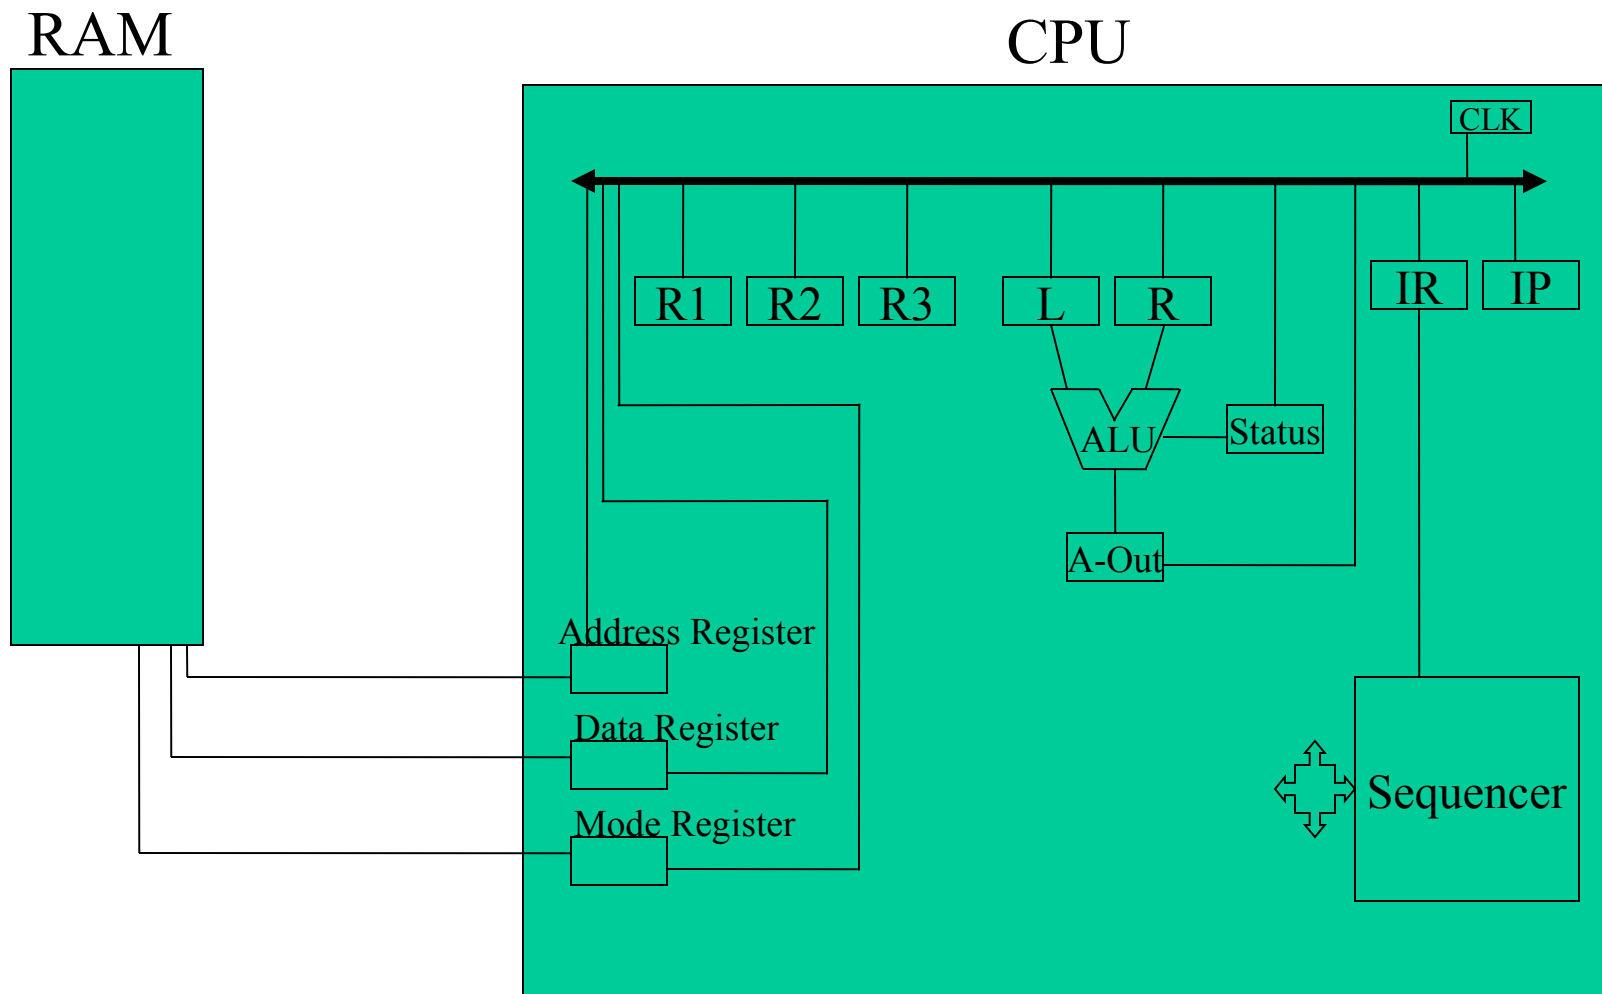 RAM
CPU
CLK
R1 R2 R3 L R IR IP
ALU
Status
A-Out
Address Register
Data Register
Mode Register
Sequencer